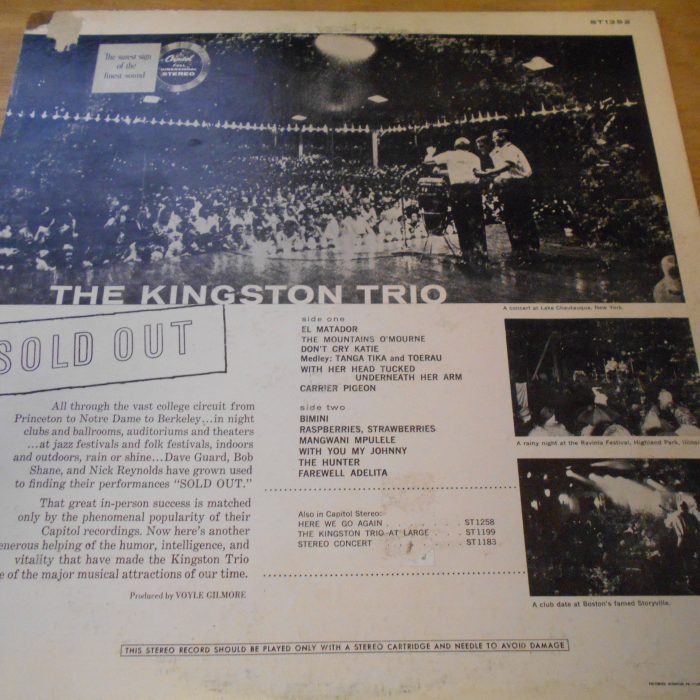 ST1352
The surest sign
of the
finest sound
Capitol
FULL
DIMENSIONAL
STEREO
THE KINGSTON TRIO
A concert at Lake Chautauqua, New York.
SOLD OUT
side one
EL MATADOR
THE MOUNTAINS O'MOURNE
DON'T CRY KATIE
Medley: TANGA TIKA and TOERAU
WITH HER HEAD TUCKED
UNDERNEATH HER ARM
CARRIER PIGEON
side two
BIMINI
RASPBERRIES, STRAWBERRIES
MANGWANI MPULELE
WITH YOU MY JOHNNY
THE HUNTER
FAREWELL ADELITA
All through the vast college circuit from
Princeton to Notre Dame to Berkeley...in night
clubs and ballrooms, auditoriums and theaters
...at jazz festivals and folk festivals, indoors
and outdoors, rain or shine...Dave Guard, Bob
Shane, and Nick Reynolds have grown used
to finding their performances “SOLD OUT.”
That great in-person success is matched
only by the phenomenal popularity of their
Capitol recordings. Now here's another
enerous helping of the humor, intelligence, and
vitality that have made the Kingston Trio
e of the major musical attractions of our time.
Produced by VOYLE GILMORE
Also in Capitol Stereo:
HERE WE GO AGAIN . . . . . . . . . . ST1258
THE KINGSTON TRIO AT LARGE . . . . ST1199
STEREO CONCERT . . . . . . . . . . . ST1183
A rainy night at the Ravinia Festival, Highland Park, Illinois
A club date at Boston's famed Storyville.
THIS STEREO RECORD SHOULD BE PLAYED ONLY WITH A STEREO CARTRIDGE AND NEEDLE TO AVOID DAMAGE